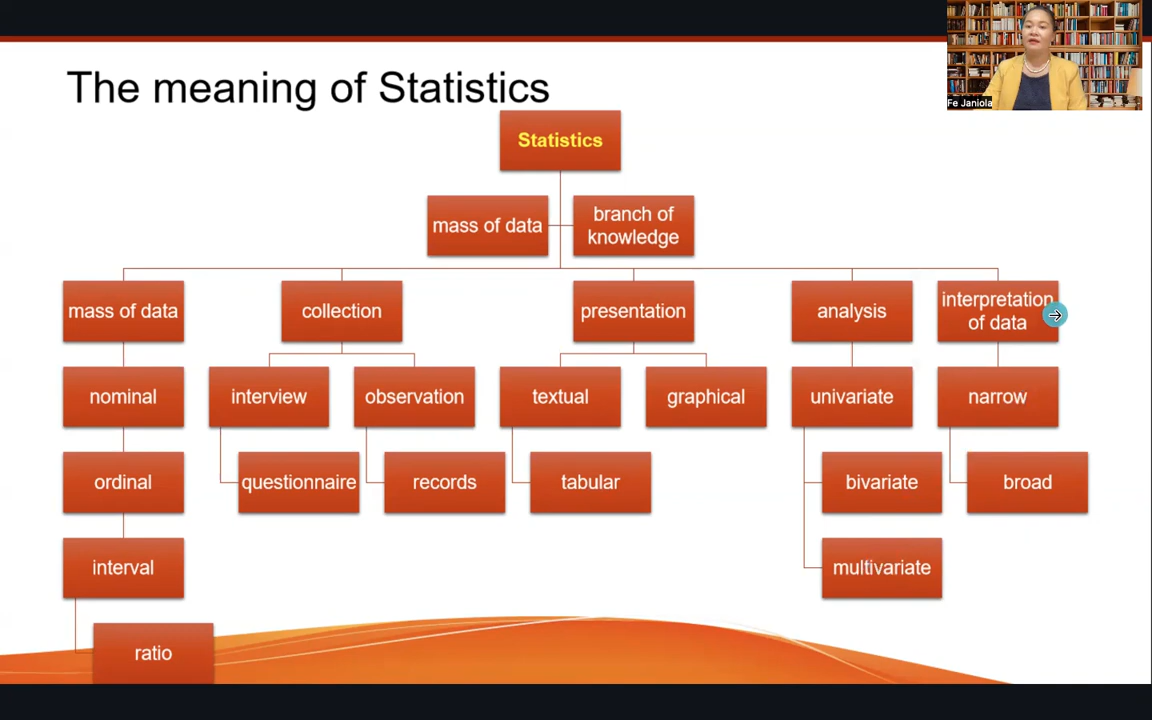 The meaning of Statistics
Fe Janiola
Statistics
mass of data
branch of
knowledge
mass of data
collection
presentation
analysis
interpretation
of data
nominal
interview
observation
textual
graphical
univariate
narrow
ordinal
questionnaire
records
tabular
bivariate
broad
interval
multivariate
ratio